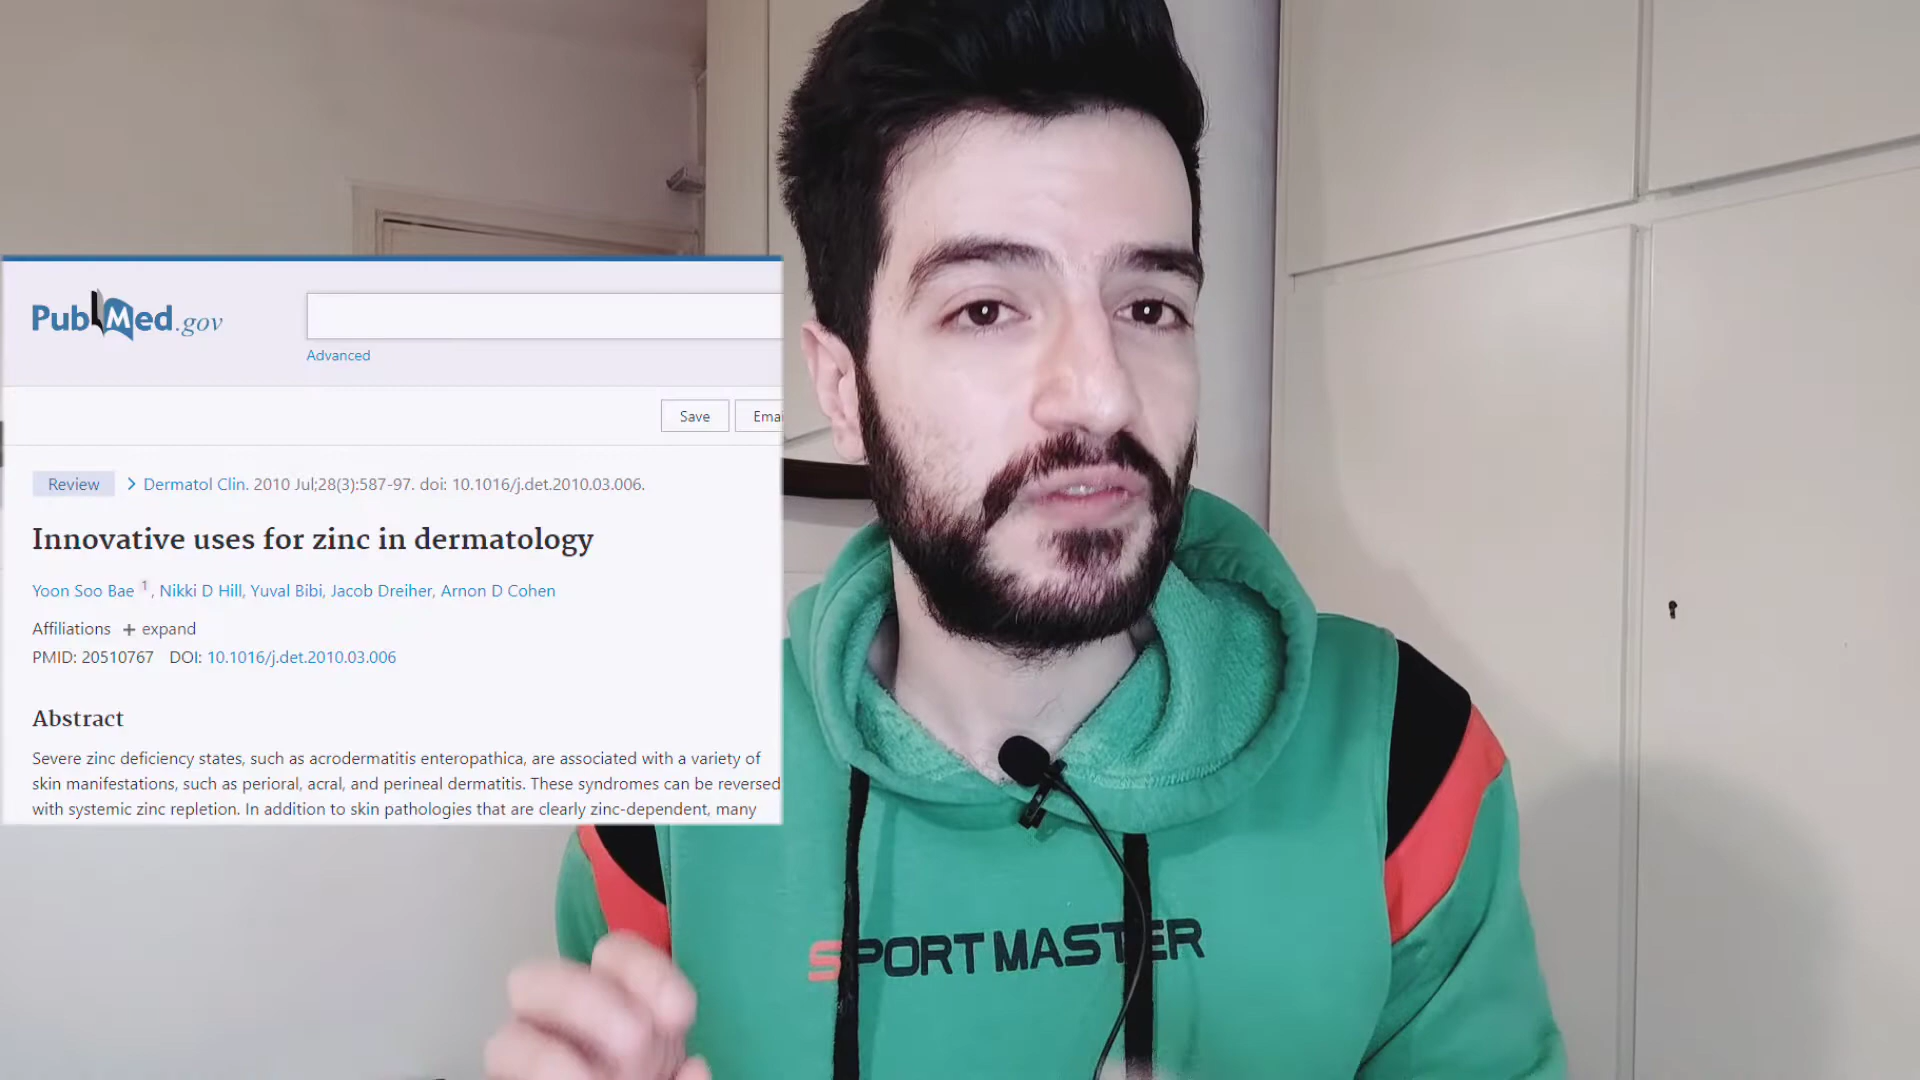 PubMed.gov
Advanced
Save
Ema
Review > Dermatol Clin. 2010 Jul;28(3):587-97. doi: 10.1016/j.det.2010.03.006.
Innovative uses for zinc in dermatology
Yoon Soo Bae 1, Nikki D Hill, Yuval Bibi, Jacob Dreiher, Arnon D Cohen
Affiliations + expand
PMID: 20510767 DOI: 10.1016/j.det.2010.03.006
Abstract
Severe zinc deficiency states, such as acrodermatitis enteropathica, are associated with a variety of
skin manifestations, such as perioral, acral, and perineal dermatitis. These syndromes can be reversed
with systemic zinc repletion. In addition to skin pathologies that are clearly zinc-dependent, many
SPORT MASTER